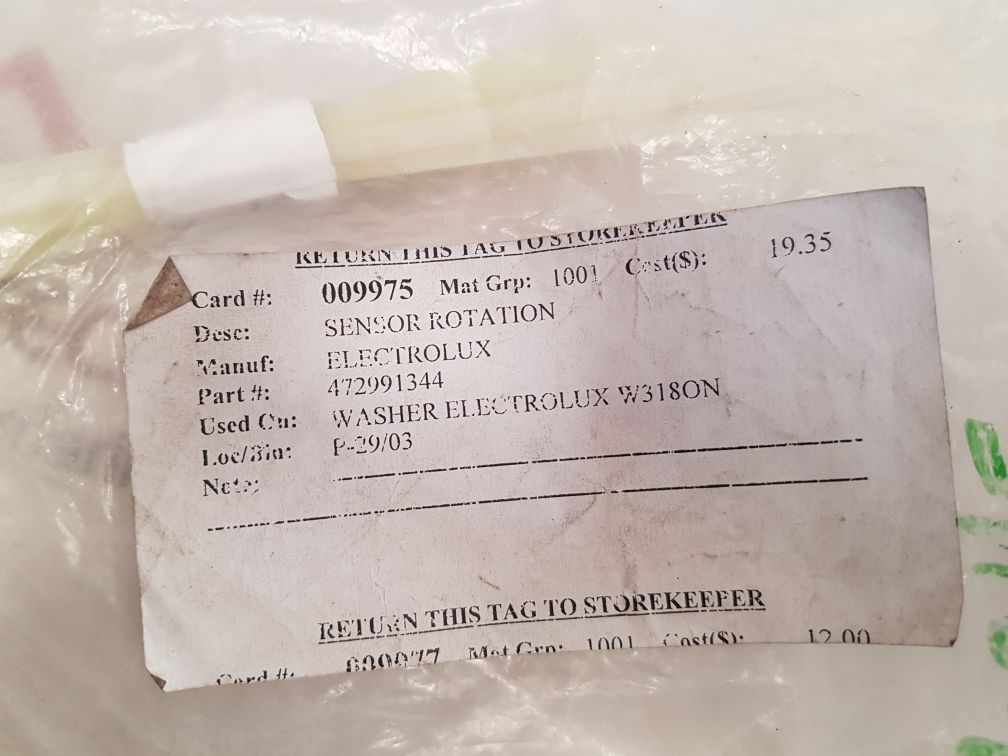 RETURN THIS TAG TO STOREKEEPER
Card #: 009975 Mat Grp: 1001 Cost($): 19.35
Desc: SENSOR ROTATION
Manuf: ELECTROLUX
Part #: 472991344
Used On: WASHER ELECTROLUX W318ON
Loc/Bin: P-29/03
Note:
RETURN THIS TAG TO STOREKEEPER
Card #: Mat Grp: 1001 Cost($): 12.00